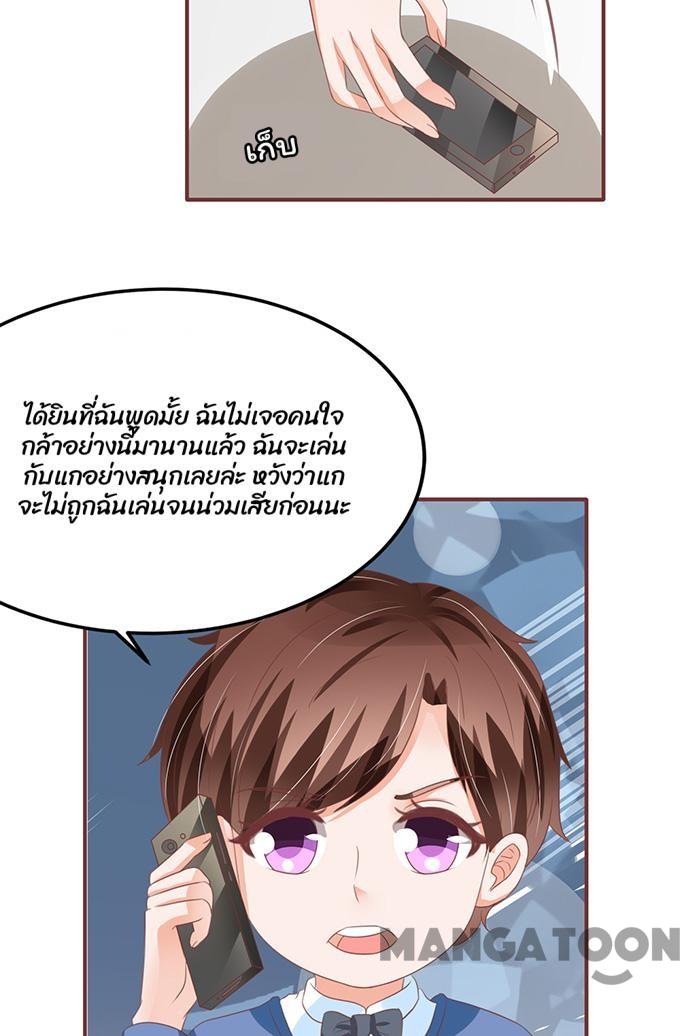 เก็บ
ได้ยินที่ฉันพูดมั้ย ฉันไม่เจอคนใจ
กล้าอย่างนี้มานานแล้ว ฉันจะเล่น
กับแกอย่างสนุกเลยล่ะ หวังว่าแก
จะไม่ถูกฉันเล่นจนน่วมเสียก่อนนะ
MANGATOON